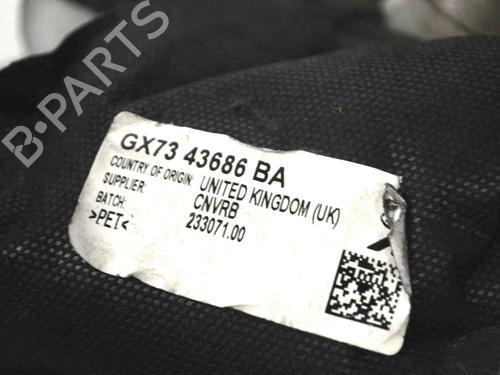 B-PARTS
GX73 43686 BA
COUNTRY OF ORIGIN: UNITED KINGDOM (UK)
SUPPLIER: CNVRB
BATCH: 233071.00
>PET<